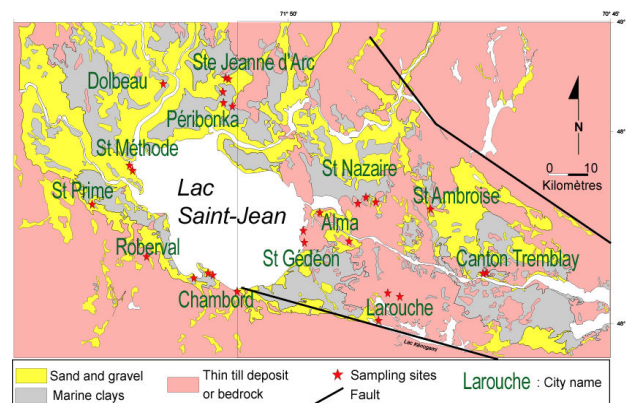 71 50'
70 45'
49°
Ste Jeanne d'Arc
Dolbeau
Péribonka
N
48°
St Méthode
St Nazaire
0 10
Kilomètres
St Prime
Lac
Saint-Jean
St Ambroise
Alma
Roberval
St Gédéon
Canton Tremblay
Chambord
Larouche
48°
Lac Kénogami
Sand and gravel
Marine clays
Thin till deposit
or bedrock
Sampling sites
Fault
Larouche : City name